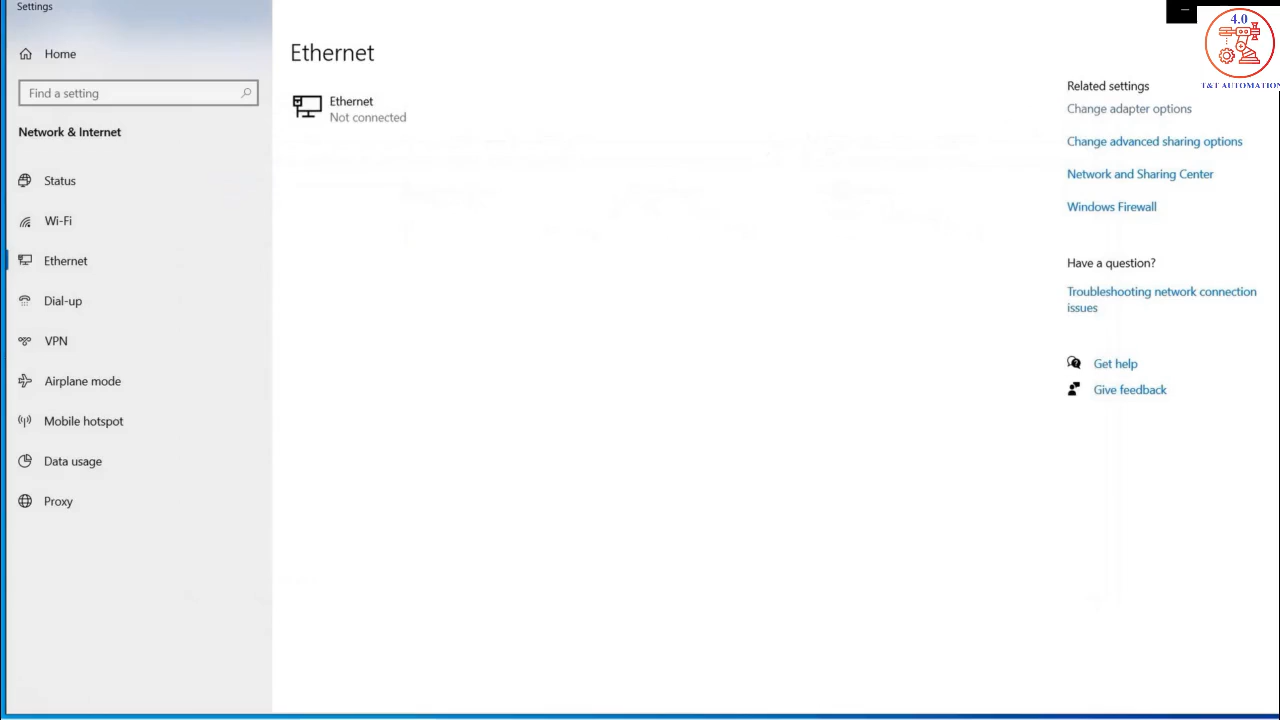 Settings
Home
Find a setting
Network & Internet
Status
Wi-Fi
Ethernet
Dial-up
VPN
Airplane mode
Mobile hotspot
Data usage
Proxy
Ethernet
Ethernet
Not connected
Related settings
Change adapter options
Change advanced sharing options
Network and Sharing Center
Windows Firewall
Have a question?
Troubleshooting network connection
issues
Get help
Give feedback
4.0
T&T AUTOMATION